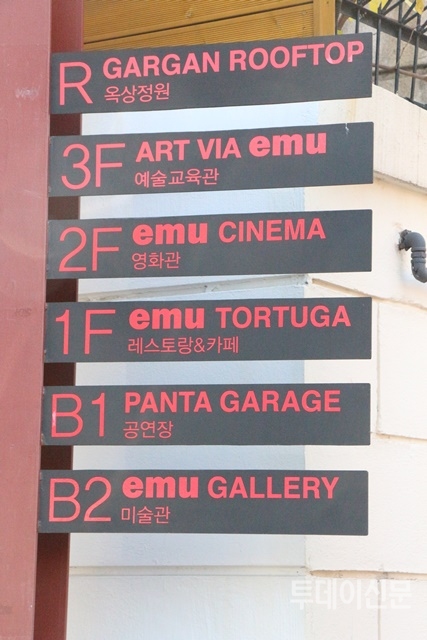 R GARGAN ROOFTOP
옥상정원
3F ART VIA emu
예술교육관
2F emu CINEMA
영화관
1F emu TORTUGA
레스토랑&카페
B1 PANTA GARAGE
공연장
B2 emu GALLERY
미술관
투데이신문